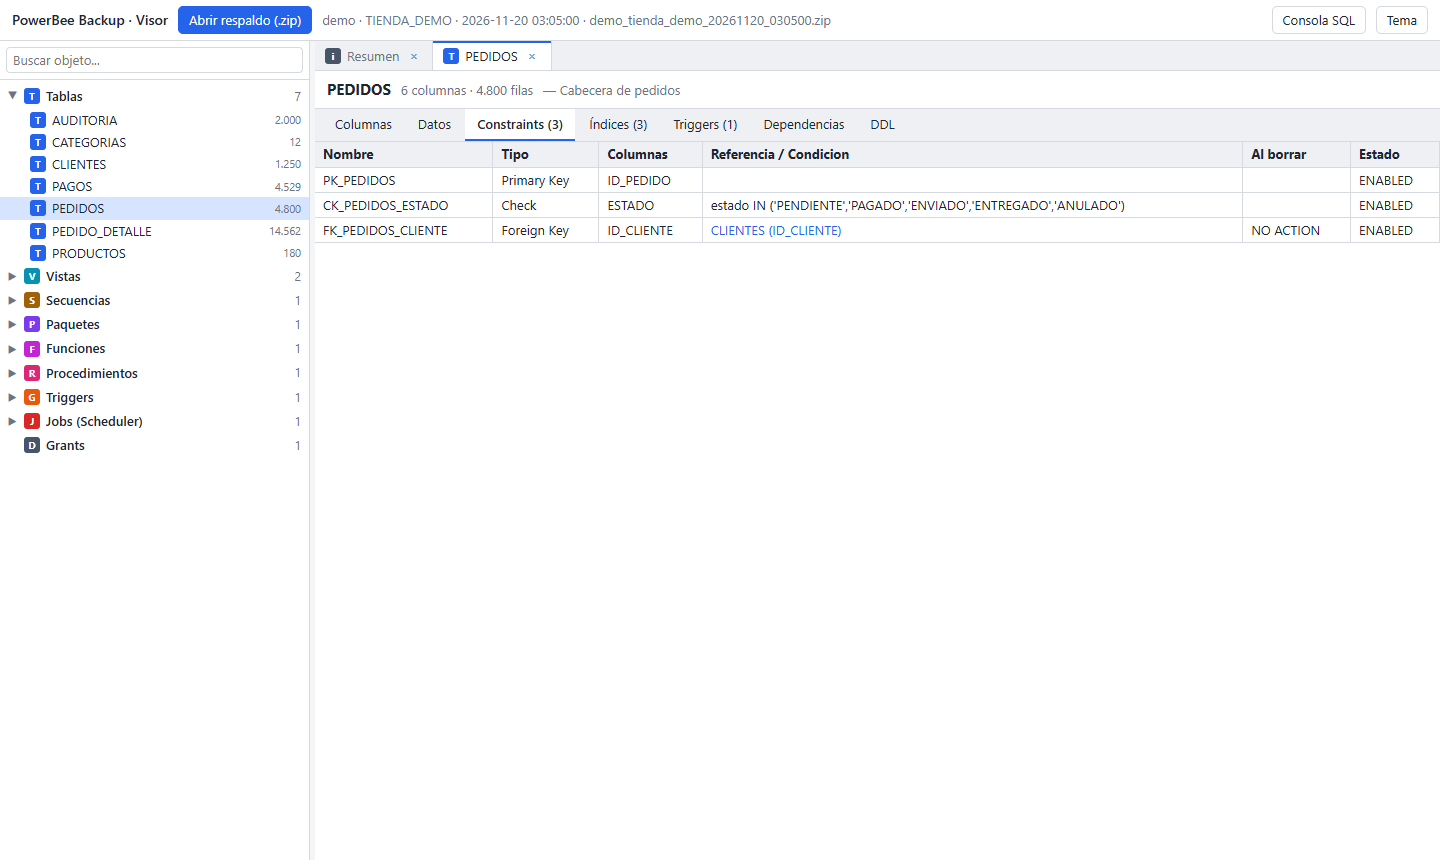 PowerBee Backup · Visor Abrir respaldo (.zip) demo · TIENDA_DEMO · 2026-11-20 03:05:00 · demo_tienda_demo_20261120_030500.zip Consola SQL Tema
Buscar objeto...
T Tablas 7
T AUDITORIA 2.000
T CATEGORIAS 12
T CLIENTES 1.250
T PAGOS 4.529
T PEDIDOS 4.800
T PEDIDO_DETALLE 14.562
T PRODUCTOS 180
V Vistas 2
S Secuencias 1
P Paquetes 1
F Funciones 1
R Procedimientos 1
G Triggers 1
J Jobs (Scheduler) 1
D Grants 1
i Resumen × T PEDIDOS ×
PEDIDOS 6 columnas · 4.800 filas — Cabecera de pedidos
Columnas Datos Constraints (3) Índices (3) Triggers (1) Dependencias DDL
Nombre Tipo Columnas Referencia / Condicion Al borrar Estado
PK_PEDIDOS Primary Key ID_PEDIDO ENABLED
CK_PEDIDOS_ESTADO Check ESTADO estado IN ('PENDIENTE','PAGADO','ENVIADO','ENTREGADO','ANULADO') ENABLED
FK_PEDIDOS_CLIENTE Foreign Key ID_CLIENTE CLIENTES (ID_CLIENTE) NO ACTION ENABLED